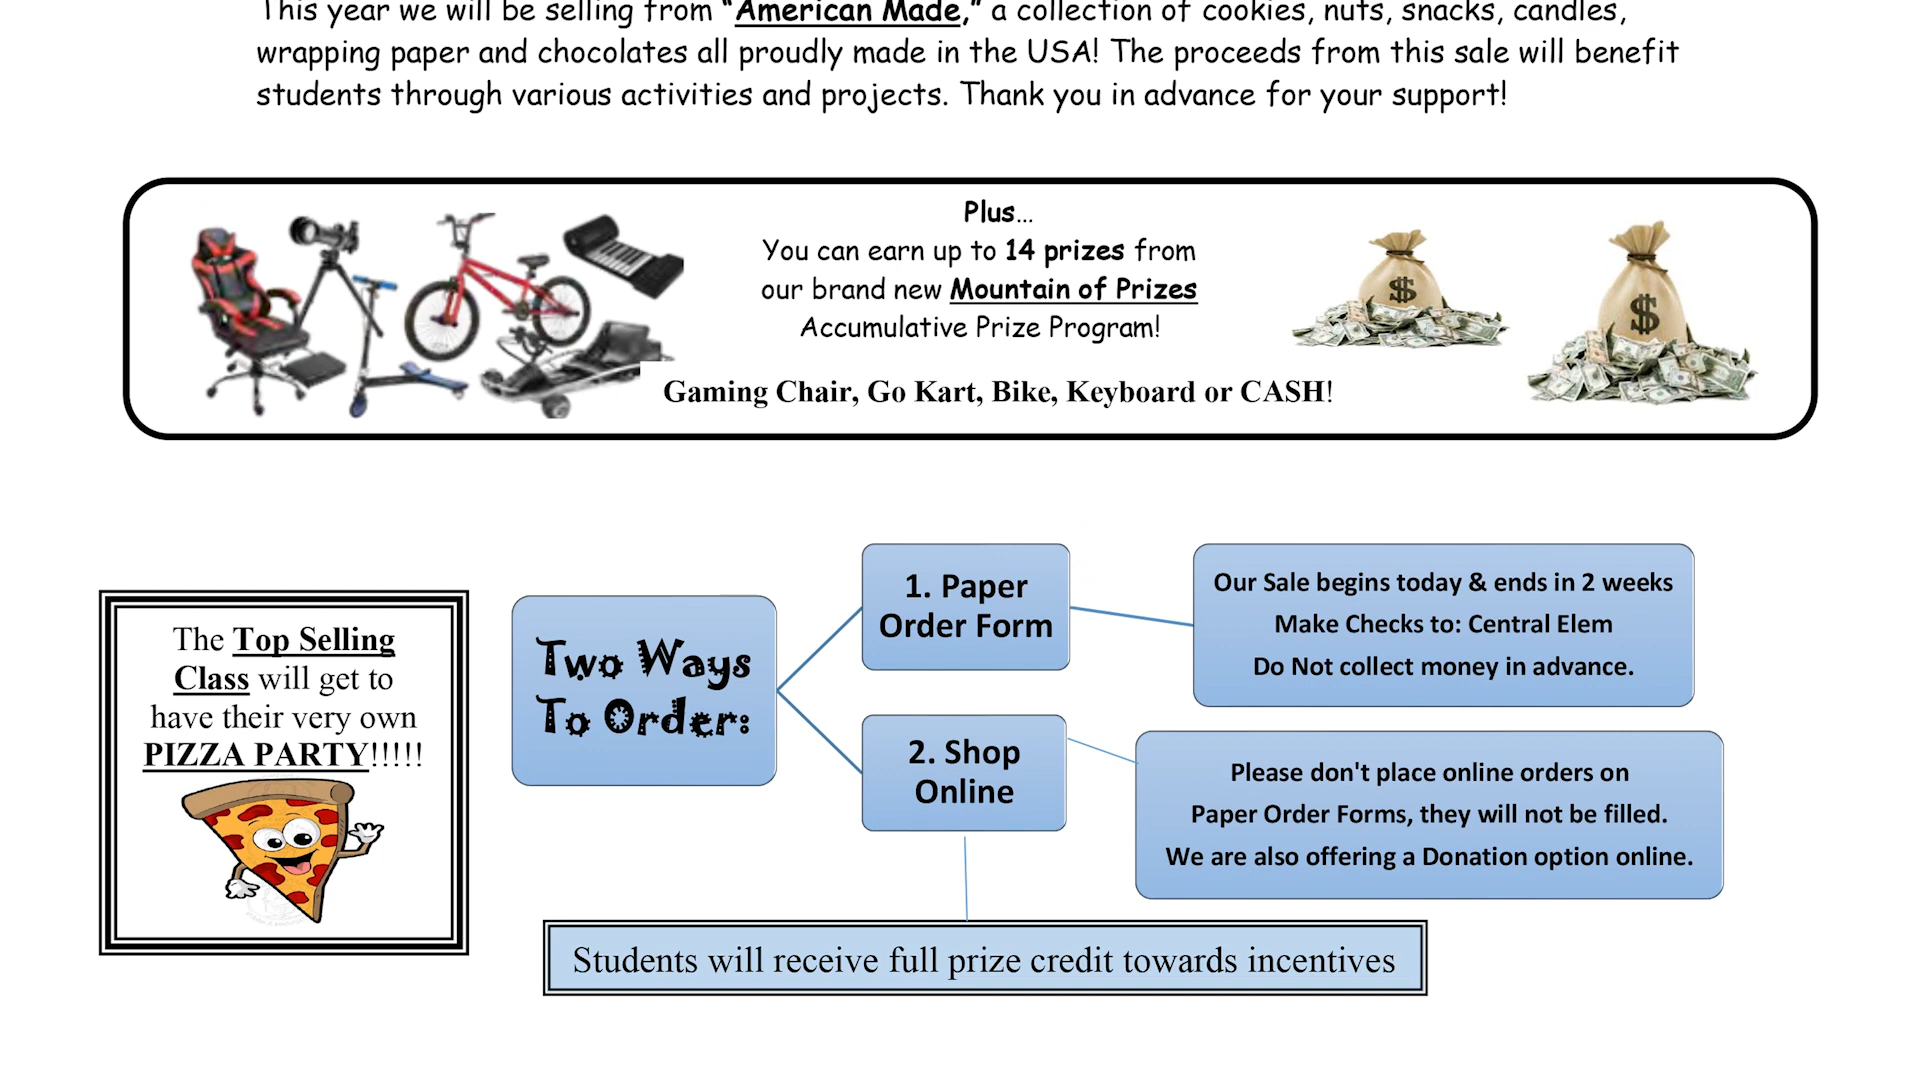 This year we will be selling from “American Made,” a collection of cookies, nuts, snacks, candles,
wrapping paper and chocolates all proudly made in the USA! The proceeds from this sale will benefit
students through various activities and projects. Thank you in advance for your support!
Plus…
You can earn up to 14 prizes from
our brand new Mountain of Prizes
Accumulative Prize Program!
Gaming Chair, Go Kart, Bike, Keyboard or CASH!
$
$
The Top Selling
Class will get to
have their very own
PIZZA PARTY!!!!!
Two Ways
To Order:
1. Paper
Order Form
Our Sale begins today & ends in 2 weeks
Make Checks to: Central Elem
Do Not collect money in advance.
2. Shop
Online
Please don't place online orders on
Paper Order Forms, they will not be filled.
We are also offering a Donation option online.
Students will receive full prize credit towards incentives